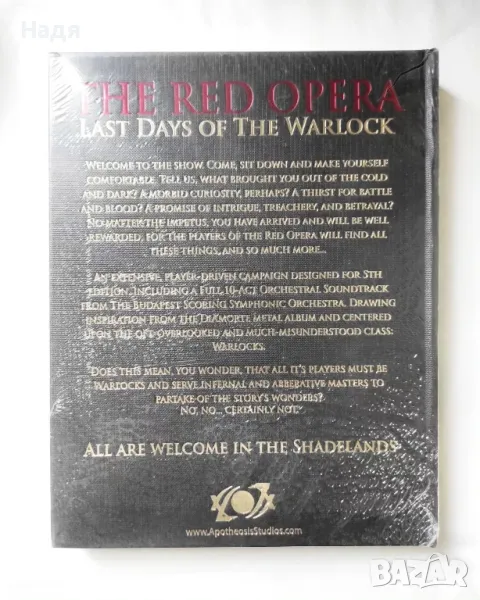 Надя
THE RED OPERA
LAST DAYS OF THE WARLOCK
WELCOME TO THE SHOW. COME, SIT DOWN AND MAKE YOURSELF
COMFORTABLE. TELL US, WHAT BROUGHT YOU OUT OF THE COLD
AND DARK? A MORBID CURIOSITY, PERHAPS? A THIRST FOR BATTLE
AND BLOOD? A PROMISE OF INTRIGUE, TREACHERY, AND BETRAYAL?
NO MATTER THE IMPETUS, YOU HAVE ARRIVED AND WILL BE WELL
REWARDED, FOR THE PLAYERS OF THE RED OPERA WILL FIND ALL
THESE THINGS, AND SO MUCH MORE...
AN EXTENSIVE, PLAYER-DRIVEN CAMPAIGN DESIGNED FOR 5TH
EDITION, INCLUDING A FULL 10-ACT ORCHESTRAL SOUNDTRACK
FROM THE BUDAPEST SCORING SYMPHONIC ORCHESTRA. DRAWING
INSPIRATION FROM THE DIAMORTE METAL ALBUM AND CENTERED
UPON THE OFT-OVERLOOKED AND MUCH-MISUNDERSTOOD CLASS:
WARLOCKS.
"DOES THIS MEAN, YOU WONDER, THAT ALL IT'S PLAYERS MUST BE
WARLOCKS AND SERVE INFERNAL AND ABBERATIVE MASTERS TO
PARTAKE OF THE STORY'S WONDERS?
NO, NO... CERTAINLY NOT."
ALL ARE WELCOME IN THE SHADELANDS
www.ApotheosisStudios.com
BAZAR